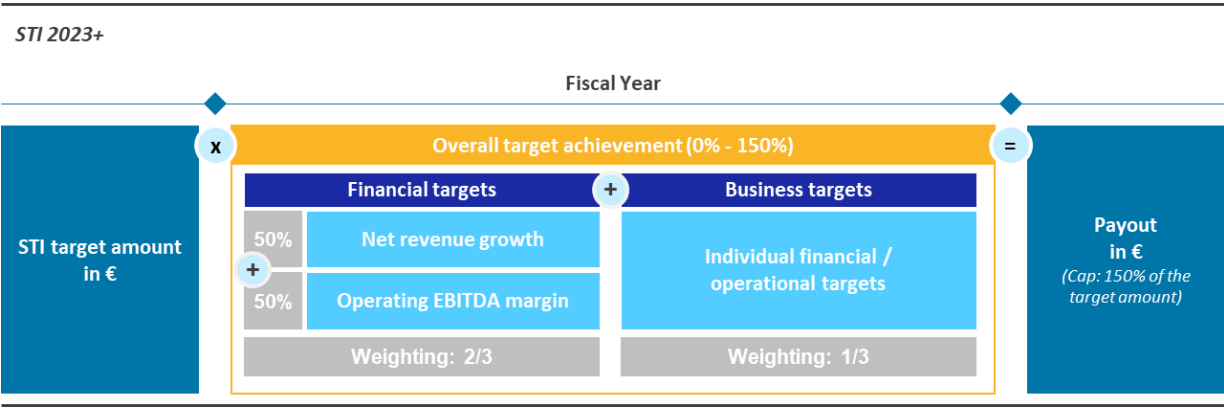 STI 2023+
Fiscal Year
STI target amount
in €
x
Overall target achievement (0% - 150%)
=
Financial targets
+
Business targets
50%
Net revenue growth
+
50%
Operating EBITDA margin
Individual financial /
operational targets
Weighting: 2/3
Weighting: 1/3
Payout
in €
(Cap: 150% of the
target amount)